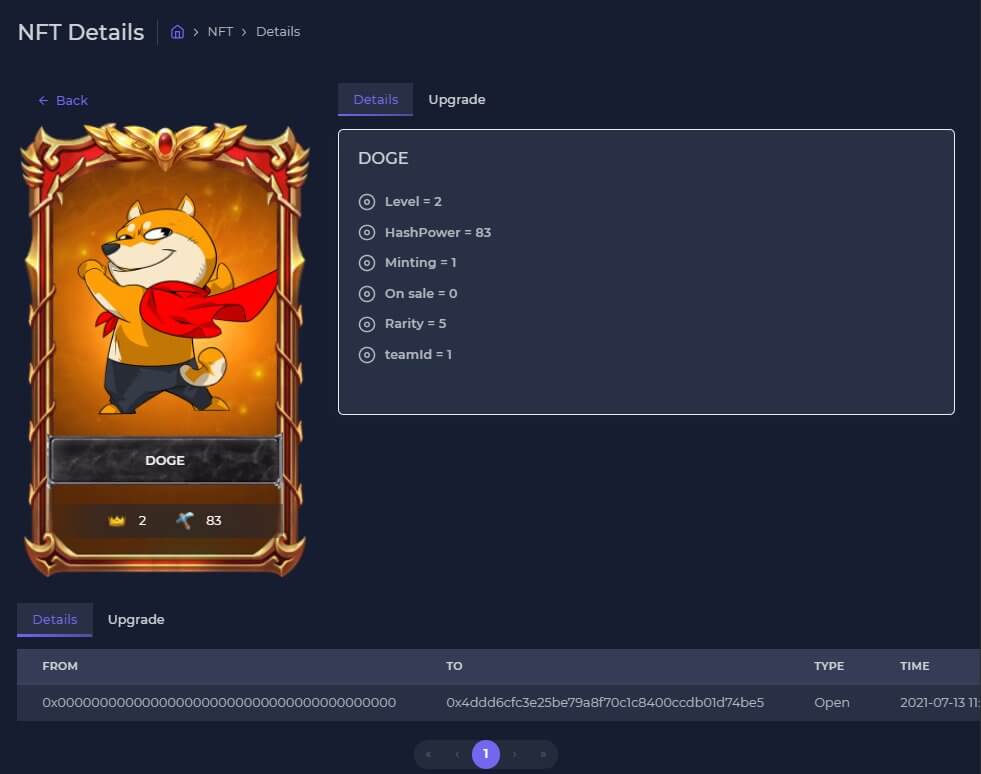 NFT Details
NFT > Details
← Back
Details Upgrade
DOGE
Level = 2
HashPower = 83
Minting = 1
On sale = 0
Rarity = 5
teamId = 1
DOGE
2 83
Details Upgrade
FROM TO TYPE TIME
0x0000000000000000000000000000000000000000 0x4ddd6cfc3e25be79a8f70c1c8400ccdb01d74be5 Open 2021-07-13 11:
« ‹ 1 › »